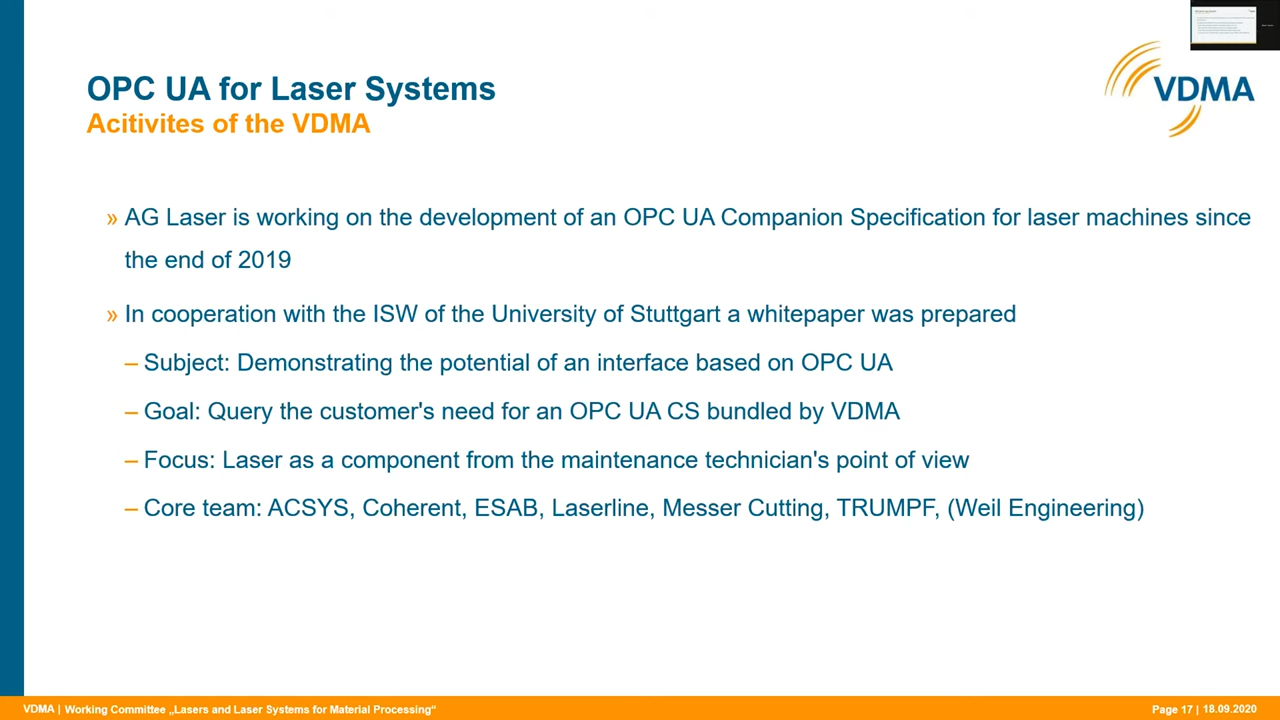 OPC UA for Laser Systems
Acitivites of the VDMA
VDMA
» AG Laser is working on the development of an OPC UA Companion Specification for laser machines since
the end of 2019
» In cooperation with the ISW of the University of Stuttgart a whitepaper was prepared
– Subject: Demonstrating the potential of an interface based on OPC UA
– Goal: Query the customer's need for an OPC UA CS bundled by VDMA
– Focus: Laser as a component from the maintenance technician's point of view
– Core team: ACSYS, Coherent, ESAB, Laserline, Messer Cutting, TRUMPF, (Weil Engineering)
VDMA | Working Committee „Lasers and Laser Systems for Material Processing“
Page 17 | 18.09.2020